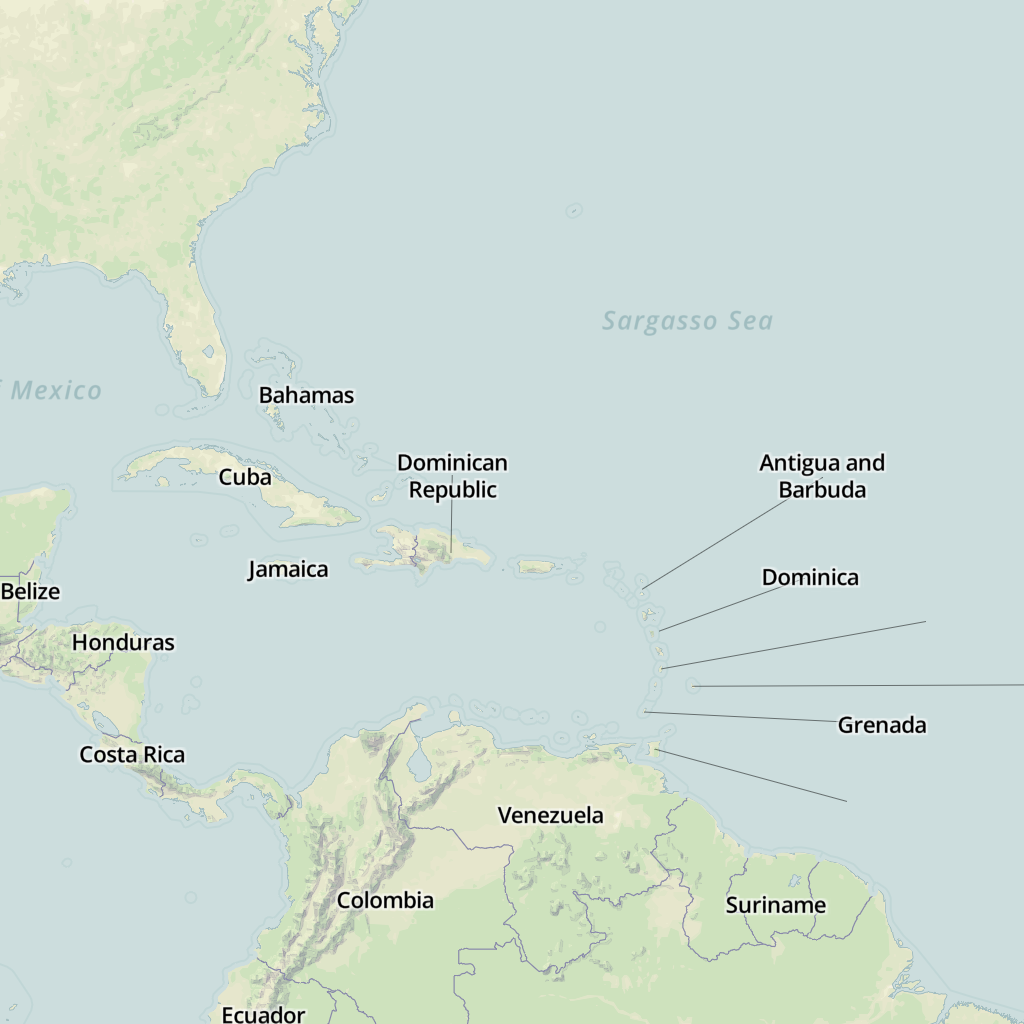 Sargasso Sea
Mexico
Bahamas
Dominican
Republic
Antigua and
Barbuda
Cuba
Jamaica
Dominica
Belize
Honduras
Grenada
Costa Rica
Venezuela
Colombia
Suriname
Ecuador